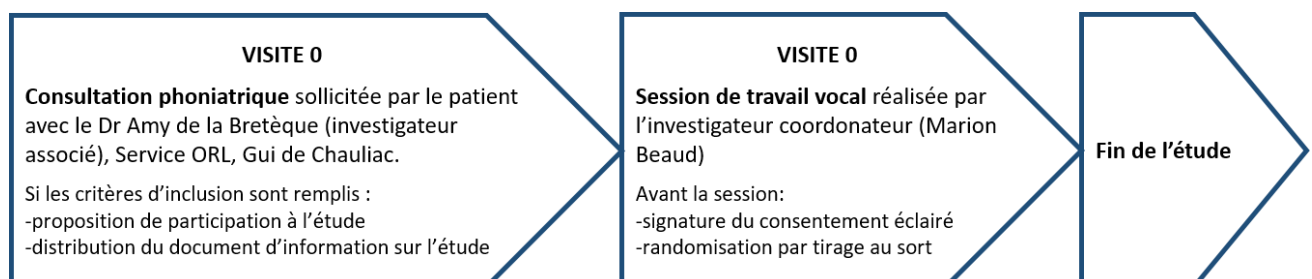 VISITE 0
Consultation phoniatrique sollicitée par le patient
avec le Dr Amy de la Bretèque (investigateur
associé), Service ORL, Gui de Chauliac.
Si les critères d'inclusion sont remplis :
-proposition de participation à l'étude
-distribution du document d'information sur l'étude
VISITE 0
Session de travail vocal réalisée par
l'investigateur coordonateur (Marion
Beaud)
Avant la session:
-signature du consentement éclairé
-randomisation par tirage au sort
Fin de l'étude